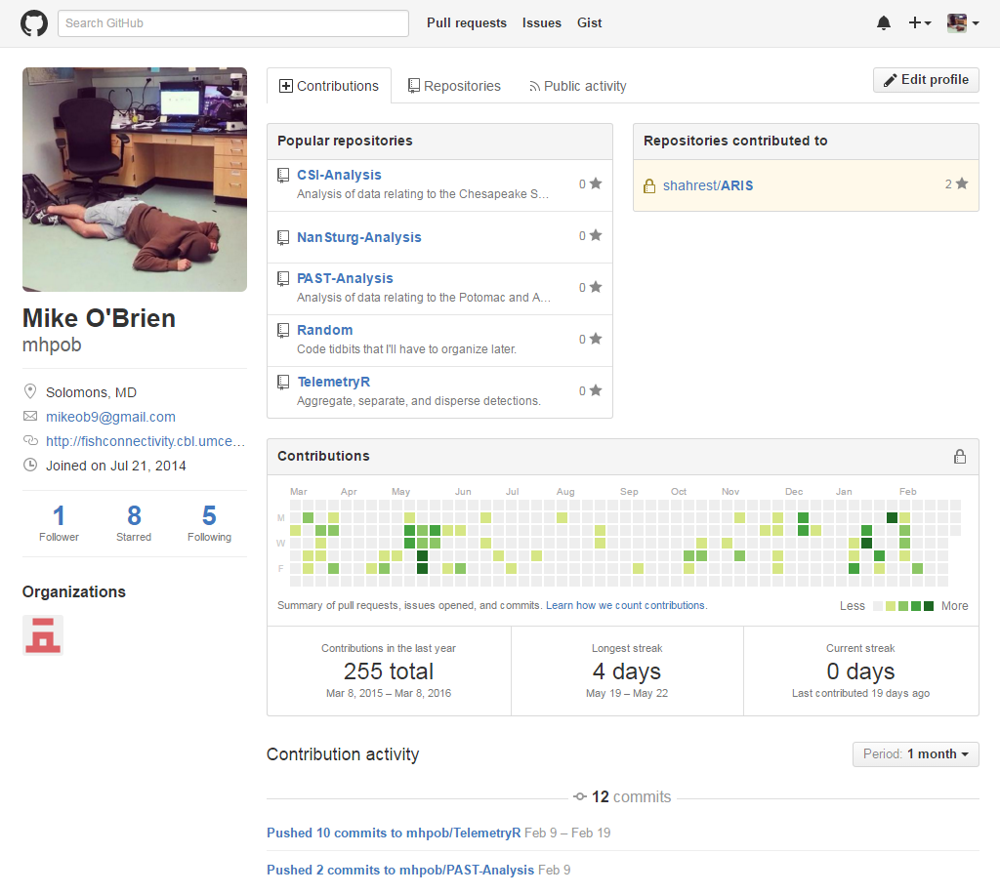 Search GitHub
Pull requests Issues Gist
Contributions Repositories Public activity
Edit profile
Mike O'Brien
mhpob
Solomons, MD
mikeob9@gmail.com
http://fishconnectivity.cbl.umce...
Joined on Jul 21, 2014
1 8 5
Follower Starred Following
Organizations
Popular repositories
CSI-Analysis
Analysis of data relating to the Chesapeake S...
0
NanSturg-Analysis
0
PAST-Analysis
Analysis of data relating to the Potomac and A...
0
Random
Code tidbits that I'll have to organize later.
0
TelemetryR
Aggregate, separate, and disperse detections.
0
Repositories contributed to
shahrest/ARIS 2
Contributions
Mar Apr May Jun Jul Aug Sep Oct Nov Dec Jan Feb
M
W
F
Summary of pull requests, issues opened, and commits. Learn how we count contributions.
Less More
Contributions in the last year
255 total
Mar 8, 2015 – Mar 8, 2016
Longest streak
4 days
May 19 – May 22
Current streak
0 days
Last contributed 19 days ago
Contribution activity
Period: 1 month
12 commits
Pushed 10 commits to mhpob/TelemetryR Feb 9 – Feb 19
Pushed 2 commits to mhpob/PAST-Analysis Feb 9